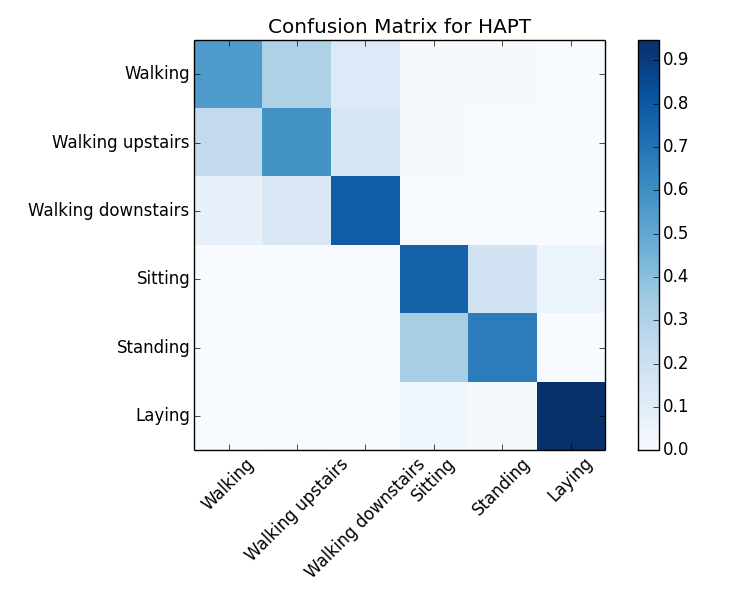 Confusion Matrix for HAPT
Walking
Walking upstairs
Walking downstairs
Sitting
Standing
Laying
Walking
Walking upstairs
Walking downstairs
Sitting
Standing
Laying
0.9
0.8
0.7
0.6
0.5
0.4
0.3
0.2
0.1
0.0